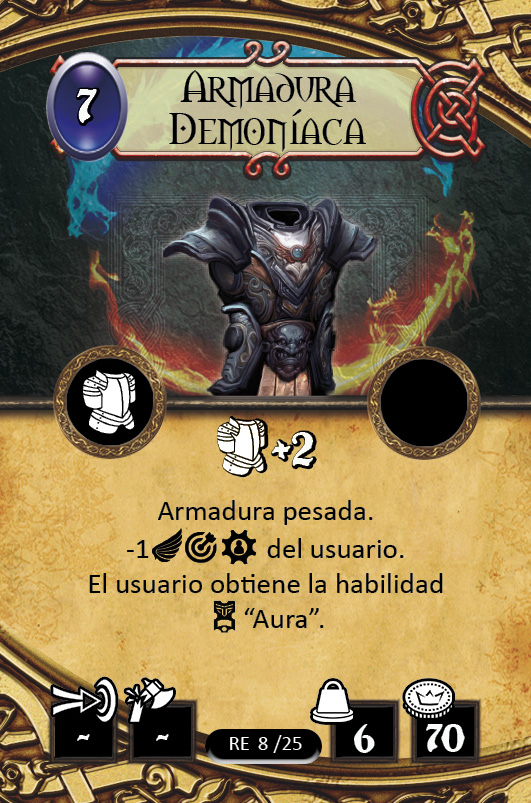 7
ARMADURA
DEMONÍACA
+2
Armadura pesada.
-1 del usuario.
El usuario obtiene la habilidad
“Aura”.
~ ~ RE 8 /25 6 70